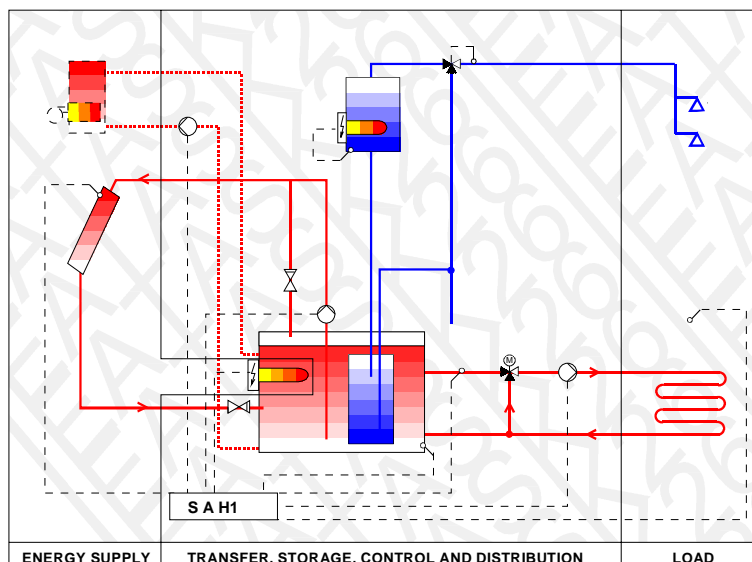 M
S A H1
ENERGY SUPPLY
TRANSFER, STORAGE, CONTROL AND DISTRIBUTION
LOAD